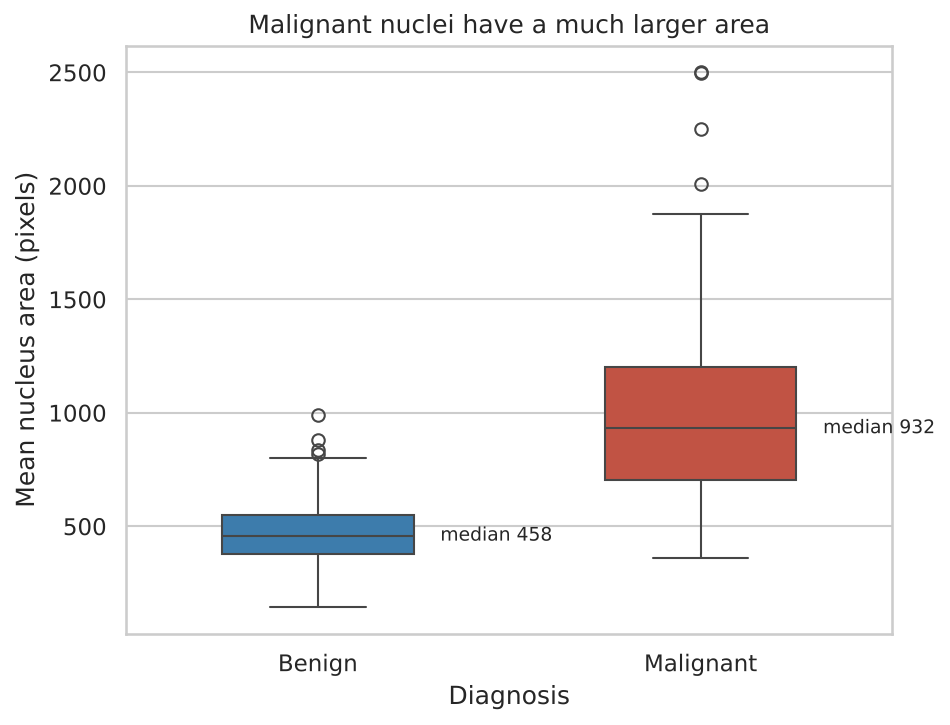 Malignant nuclei have a much larger area
Mean nucleus area (pixels)
2500
2000
1500
1000
500
median 932
median 458
Benign
Malignant
Diagnosis